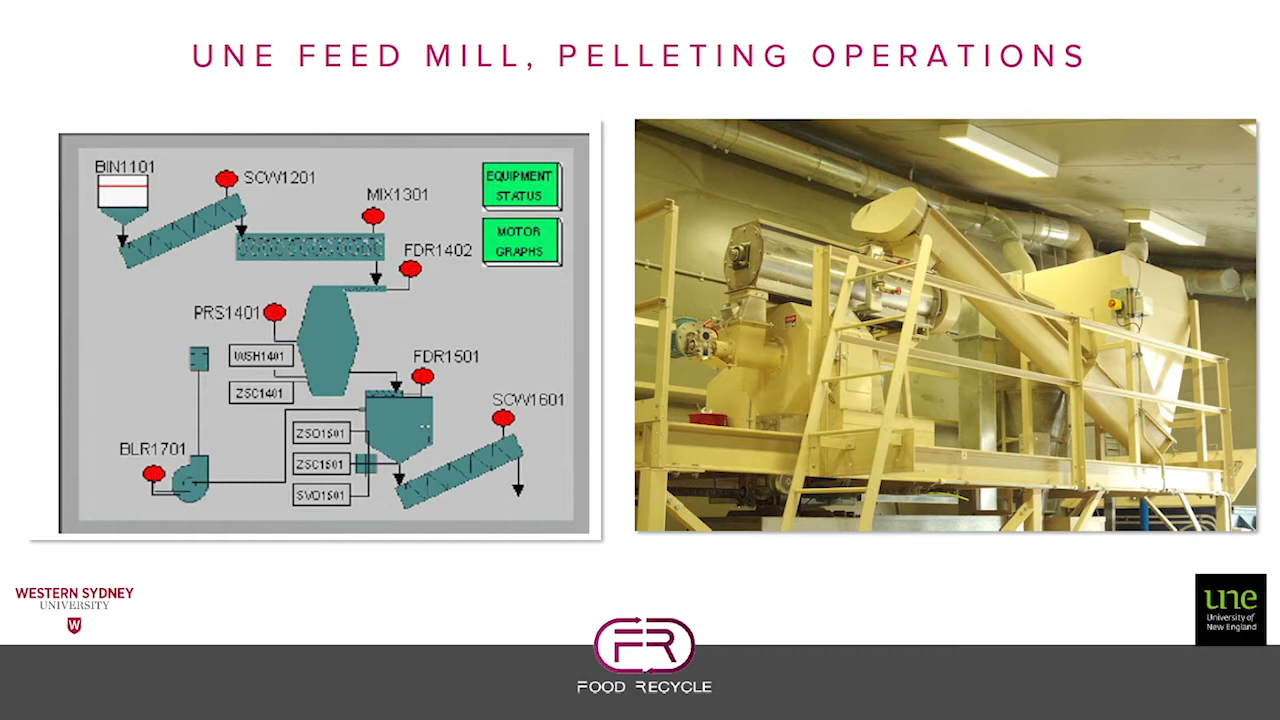 UNE FEED MILL, PELLETING OPERATIONS
BIN1101
SCW1201
MIX1301
EQUIPMENT
STATUS
MOTOR
GRAPHS
FDR1402
PRS1401
WSH1401
ZSC1401
FDR1501
SCW1601
ZSO1501
ZSC1501
SVO1501
BLR1701
WESTERN SYDNEY
UNIVERSITY
W
FR
FOOD RECYCLE
une
University of
New England